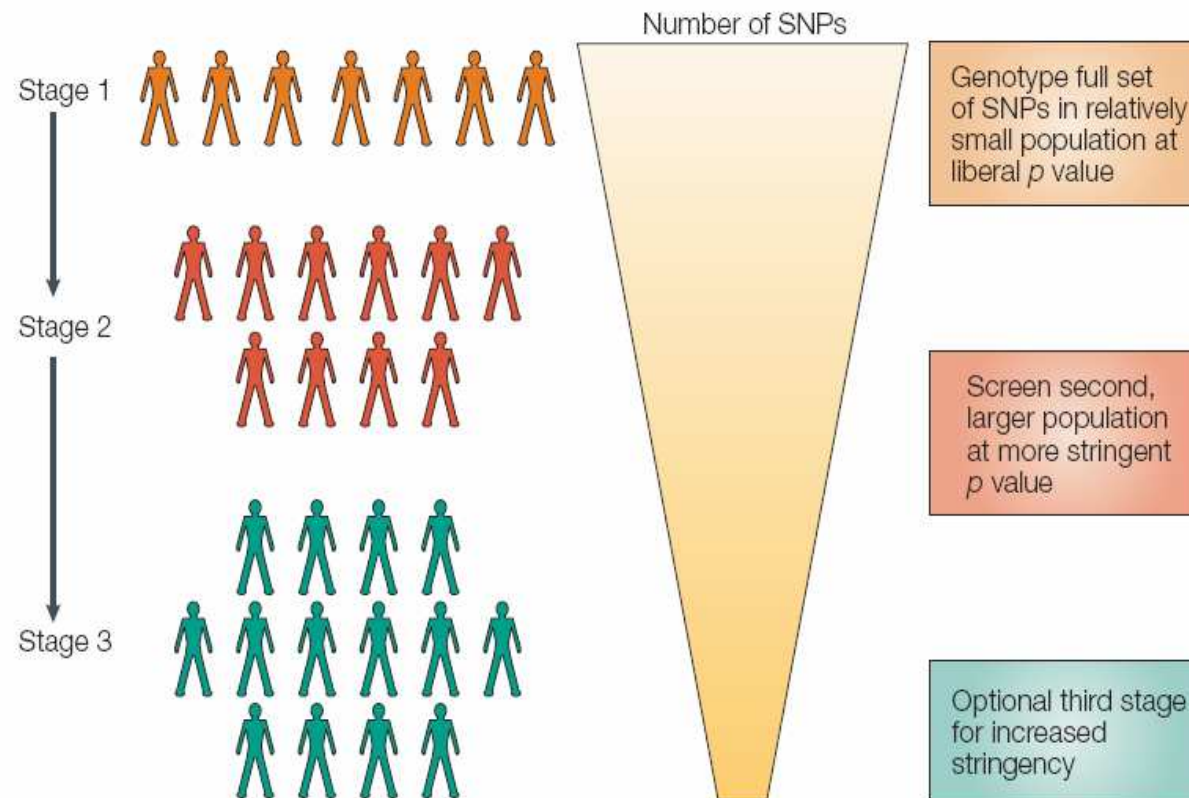 Number of SNPs
Stage 1
Genotype full set
of SNPs in relatively
small population at
liberal p value
Stage 2
Screen second,
larger population
at more stringent
p value
Stage 3
Optional third stage
for increased
stringency